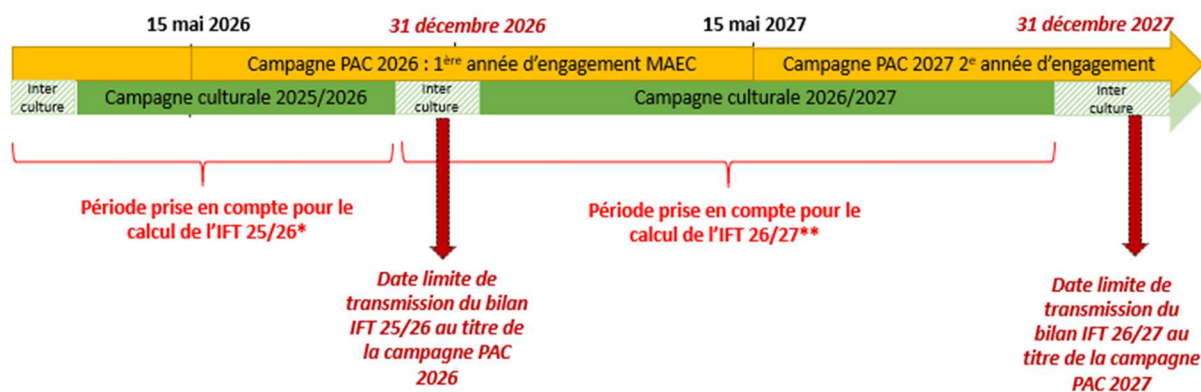 15 mai 2026
31 décembre 2026
15 mai 2027
31 décembre 2027
Campagne PAC 2026 : 1ère année d'engagement MAEC
Campagne PAC 2027 2e année d'engagement
Inter
culture
Campagne culturale 2025/2026
Inter
culture
Campagne culturale 2026/2027
Inter
culture
Période prise en compte pour le
calcul de l'IFT 25/26*
Période prise en compte pour le
calcul de l'IFT 26/27**
Date limite de
transmission du bilan
IFT 25/26 au titre de
la campagne PAC
2026
Date limite de
transmission du
bilan IFT 26/27 au
titre de la campagne
PAC 2027